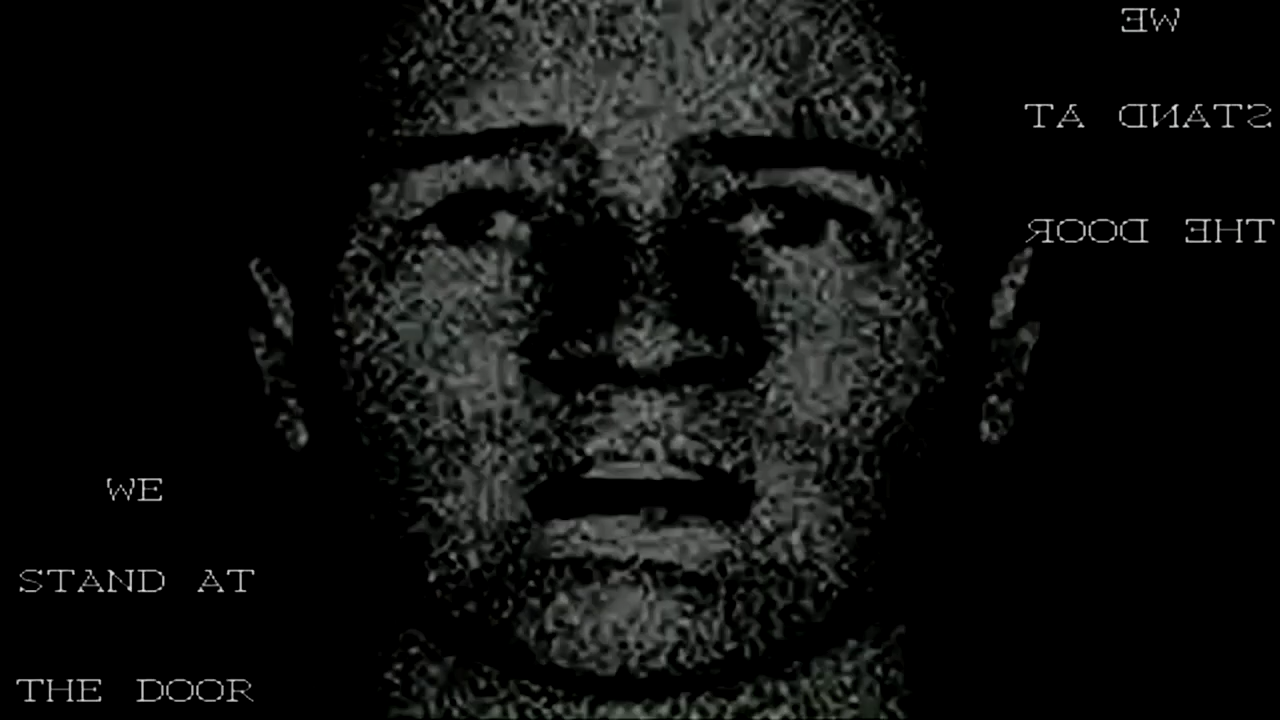 WE
STAND AT
THE DOOR
WE
STAND AT
THE DOOR